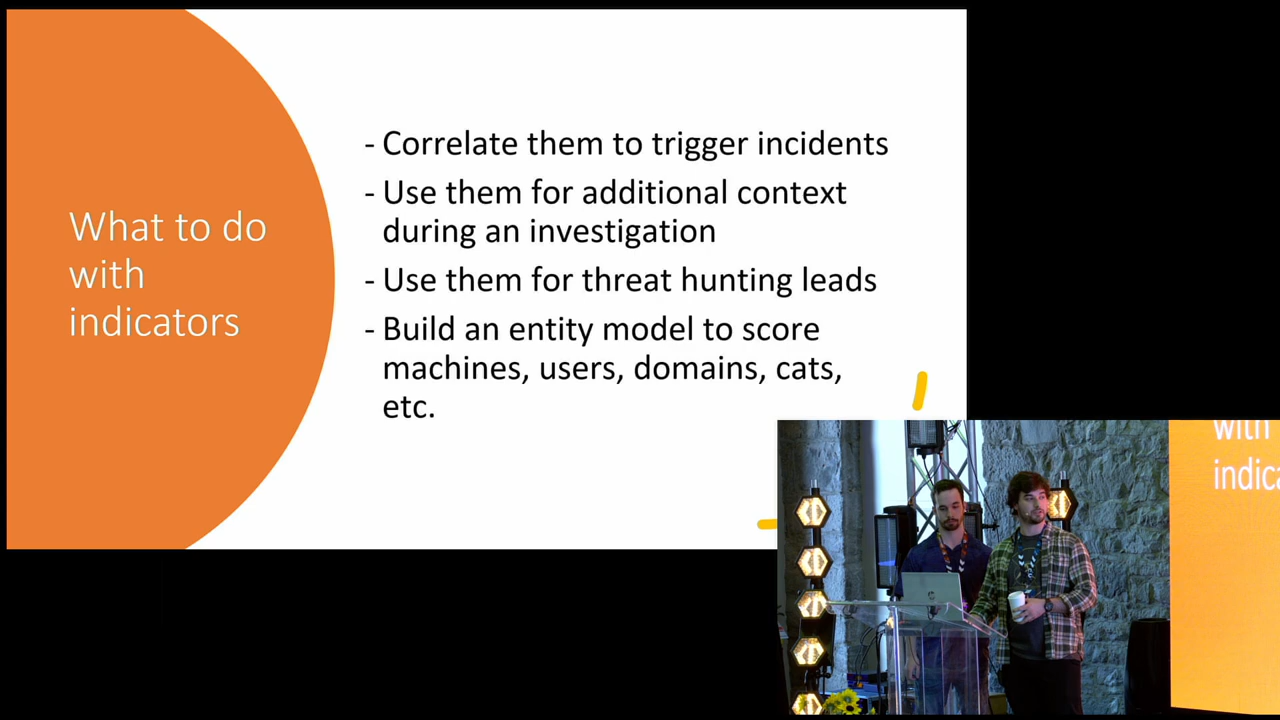 What to do
with
indicators
- Correlate them to trigger incidents
- Use them for additional context
during an investigation
- Use them for threat hunting leads
- Build an entity model to score
machines, users, domains, cats,
etc.
with
indica